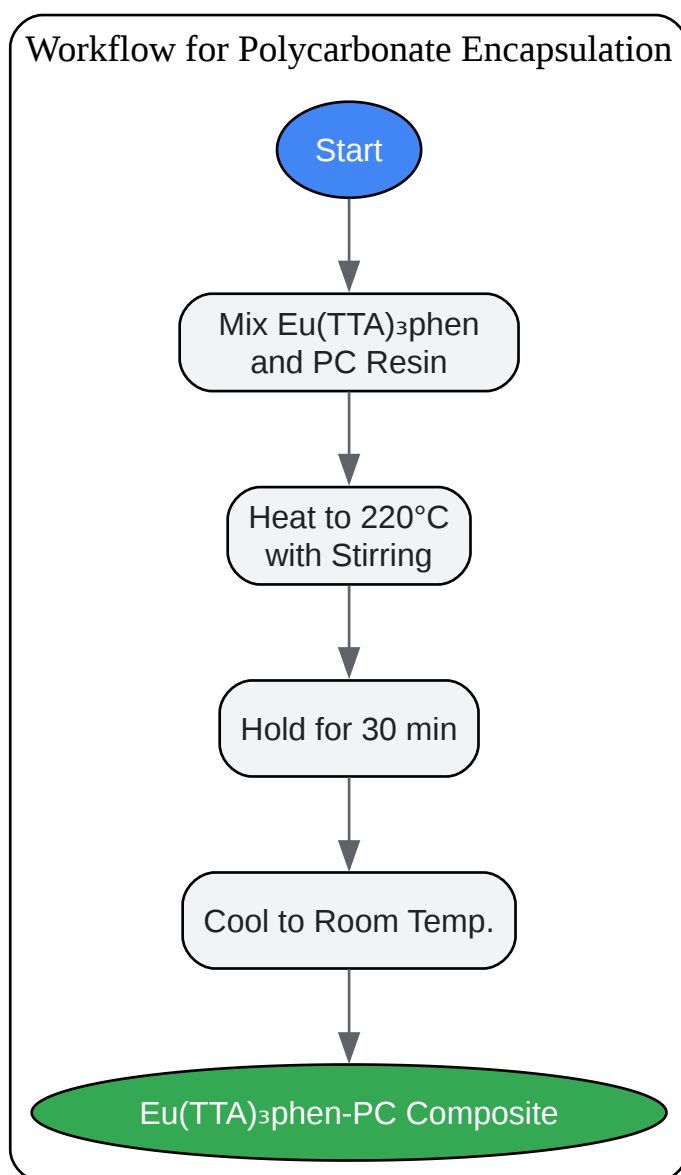 Workflow for Polycarbonate Encapsulation
Start
Mix Eu(TTA)₃phen
and PC Resin
Heat to 220°C
with Stirring
Hold for 30 min
Cool to Room Temp.
Eu(TTA)₃phen-PC Composite